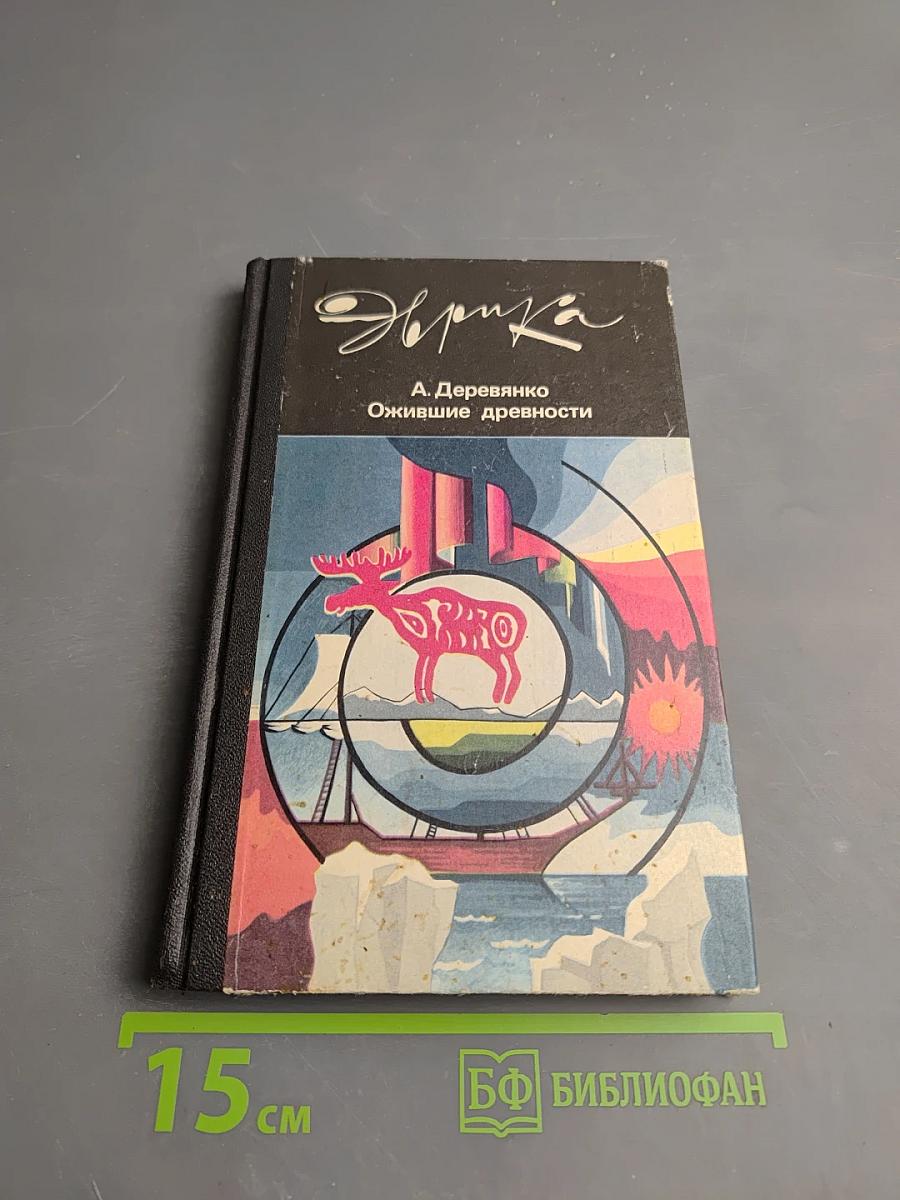 Эврика
А. Деревянко
Ожившие древности
15 см
БФ БИБЛИОФАН